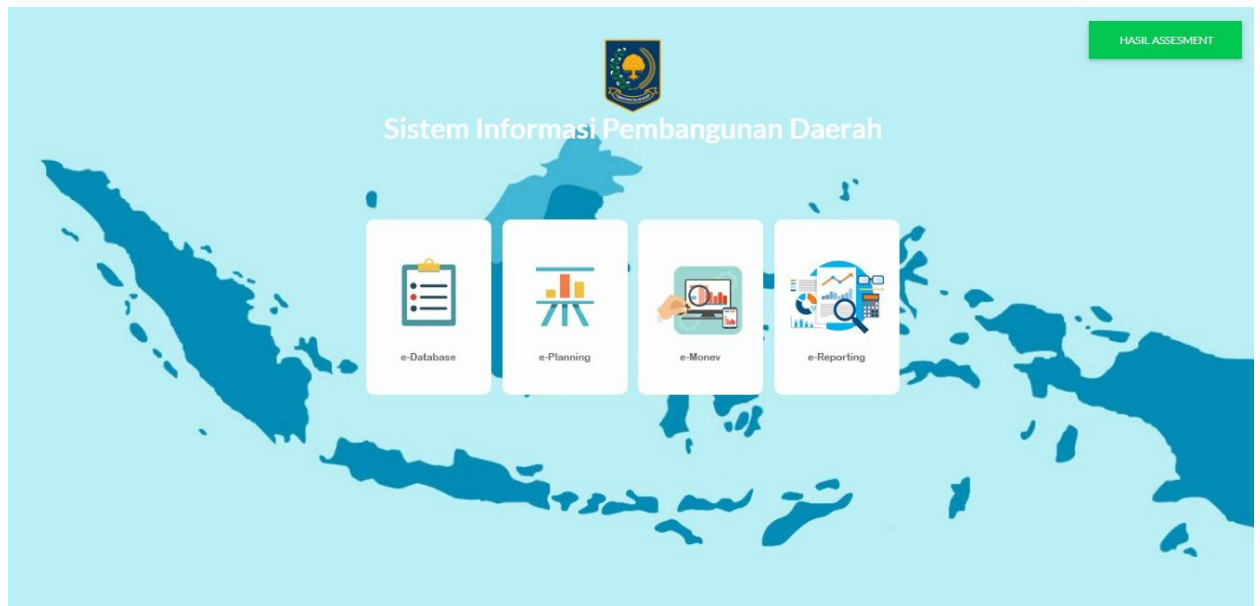 HASIL ASSESMENT
Sistem Informasi Pembangunan Daerah
e-Database
e-Planning
e-Monev
e-Reporting